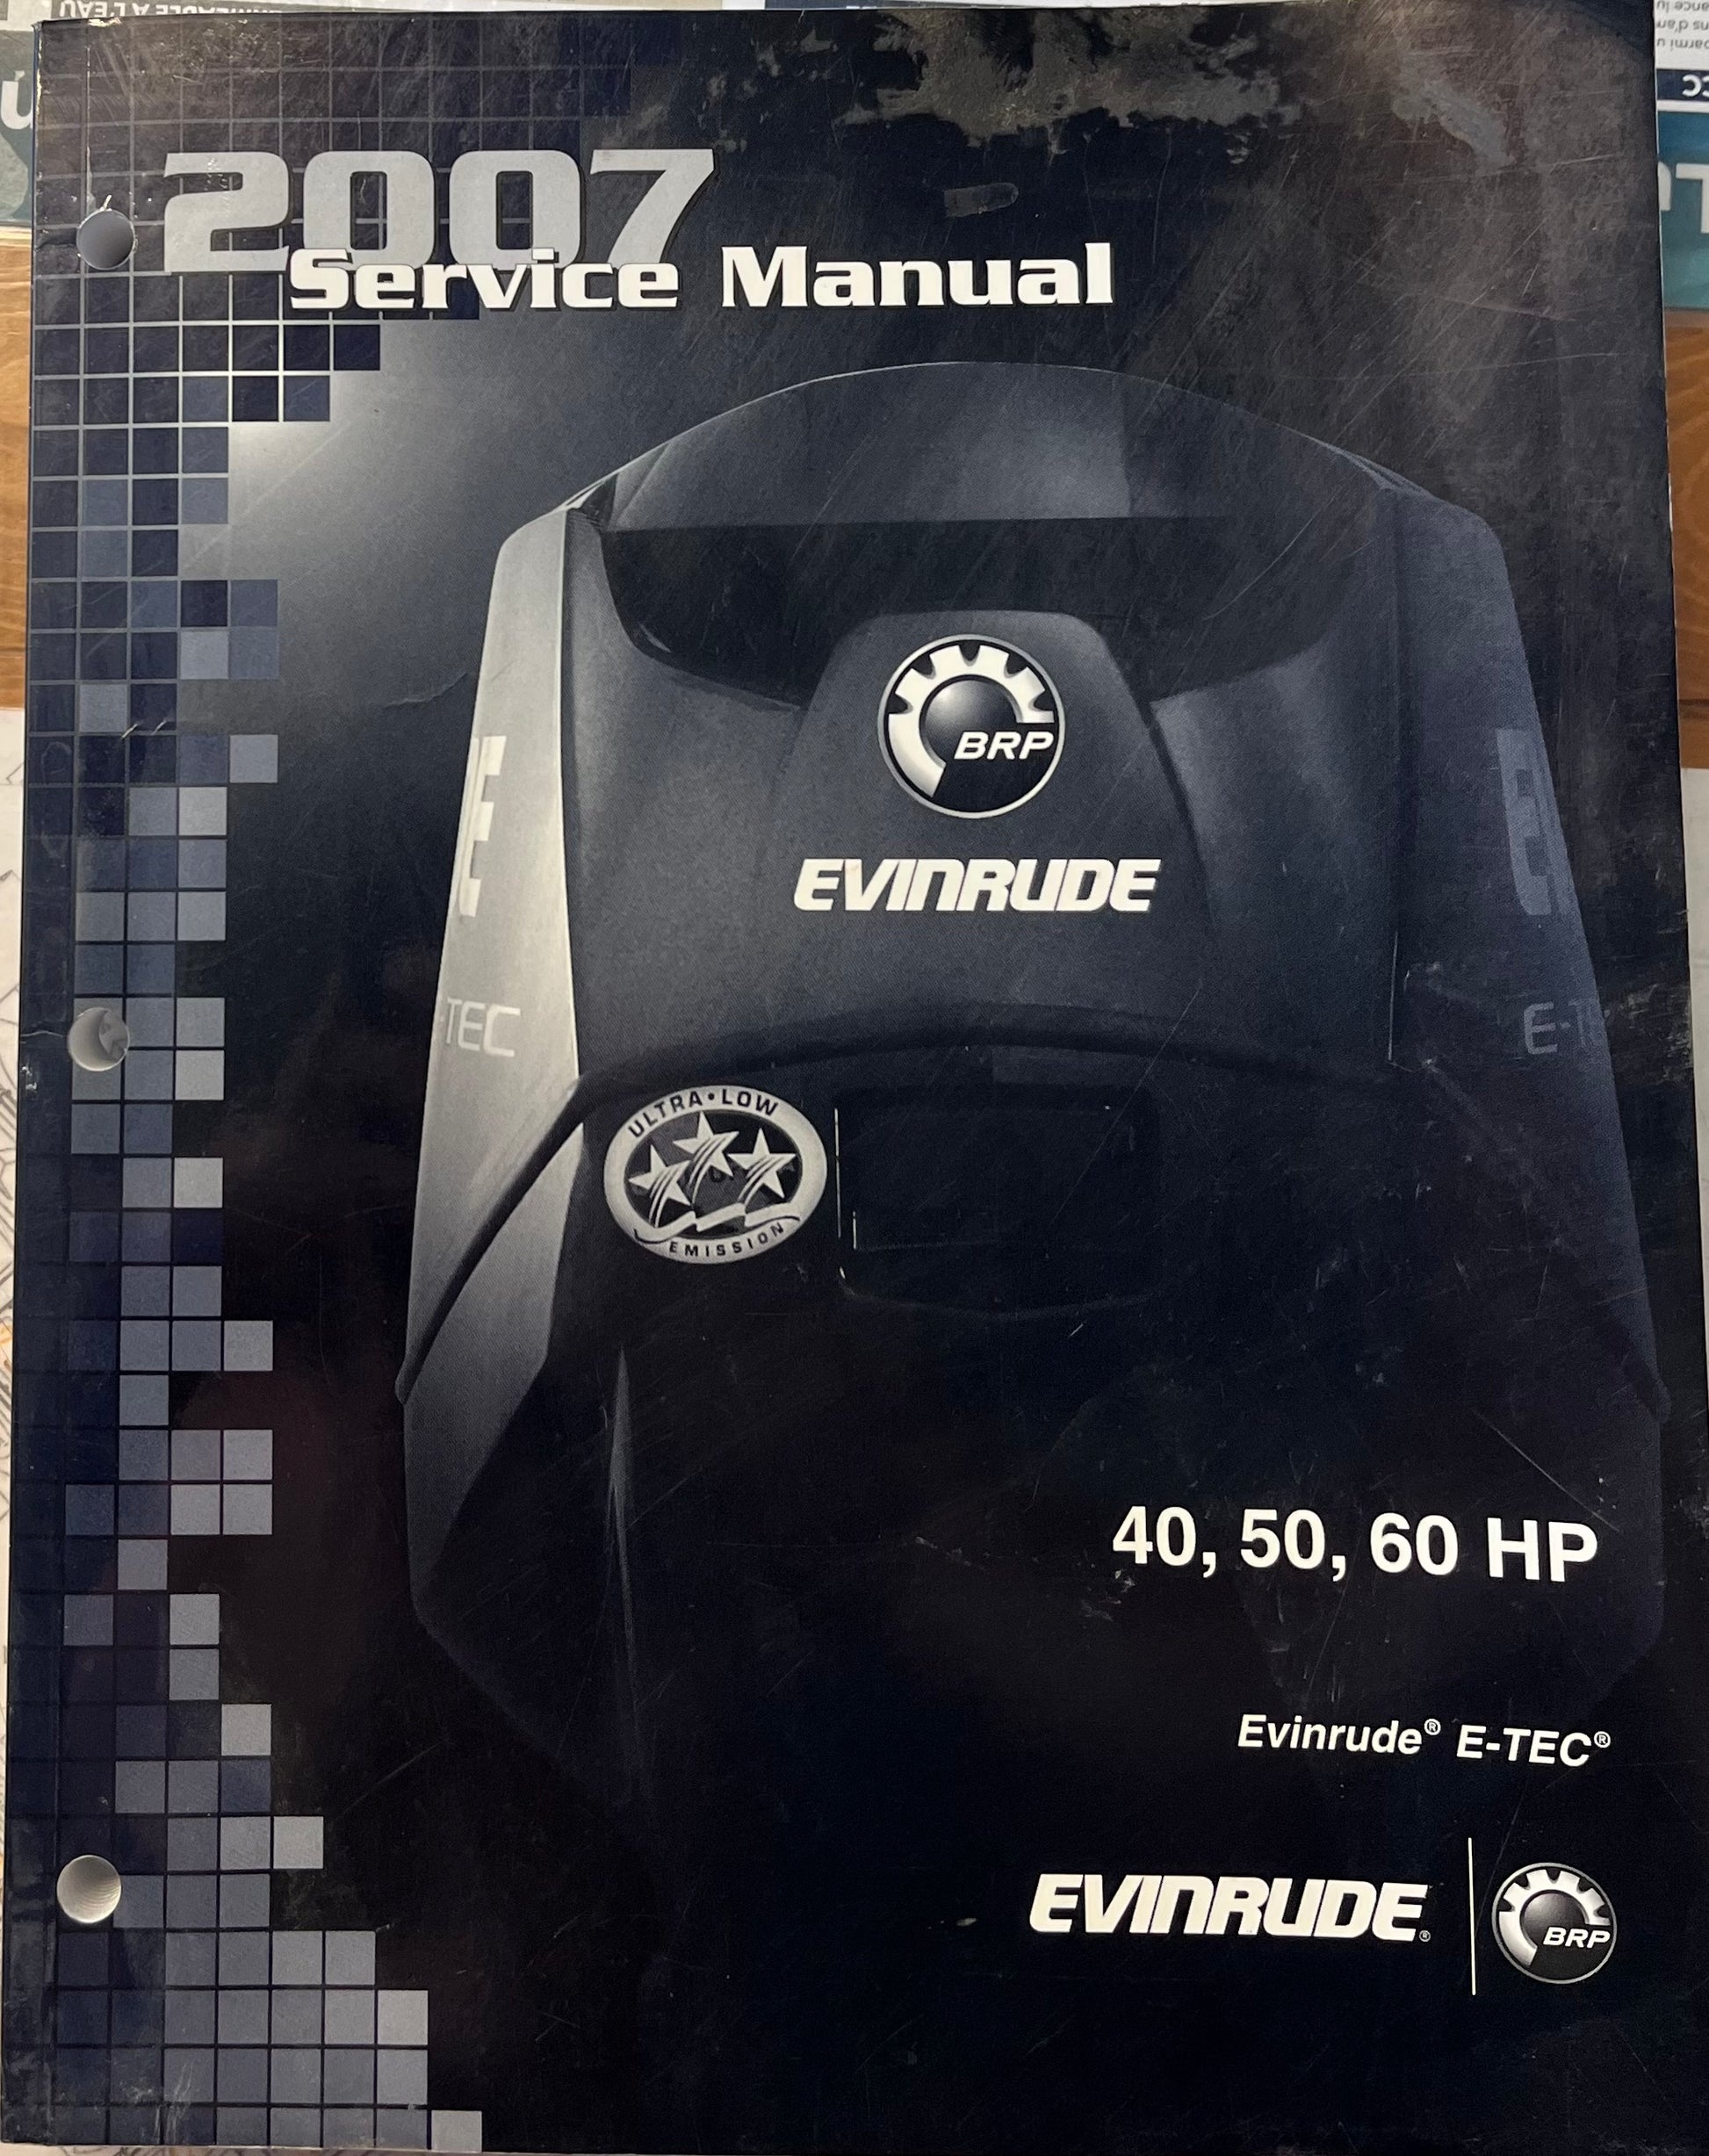 2007
Service Manual
BRP
EVINRUDE
TEC
E-T
ULTRA•LOW
EMISSION
40, 50, 60 HP
Evinrude® E-TEC®
EVINRUDE®
BRP